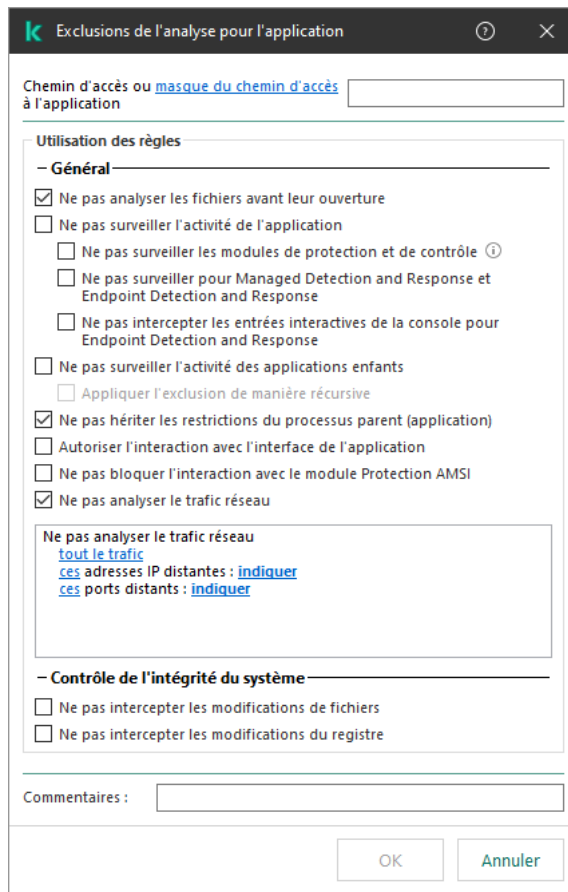 Exclusions de l'analyse pour l'application
Chemin d'accès ou masque du chemin d'accès
à l'application
Utilisation des règles
Général
Ne pas analyser les fichiers avant leur ouverture
Ne pas surveiller l'activité de l'application
Ne pas surveiller les modules de protection et de contrôle
Ne pas surveiller pour Managed Detection and Response et
Endpoint Detection and Response
Ne pas intercepter les entrées interactives de la console pour
Endpoint Detection and Response
Ne pas surveiller l'activité des applications enfants
Appliquer l'exclusion de manière récursive
Ne pas hériter les restrictions du processus parent (application)
Autoriser l'interaction avec l'interface de l'application
Ne pas bloquer l'interaction avec le module Protection AMSI
Ne pas analyser le trafic réseau
Ne pas analyser le trafic réseau
tout le trafic
ces adresses IP distantes : indiquer
ces ports distants : indiquer
Contrôle de l'intégrité du système
Ne pas intercepter les modifications de fichiers
Ne pas intercepter les modifications du registre
Commentaires :
OK
Annuler